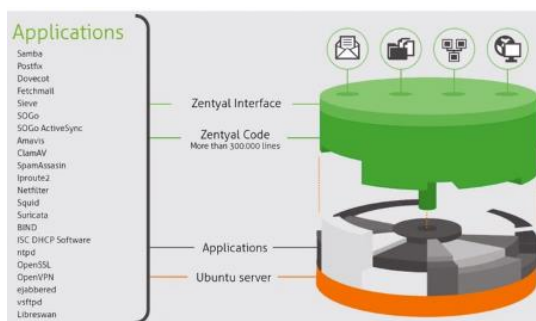 Applications
Samba
Postfix
Dovecot
Fetchmail
Sieve
SOGo
SOGo ActiveSync
Amavis
ClamAV
SpamAssasin
Iproute2
Netfilter
Squid
Suricata
BIND
ISC DHCP Software
ntpd
OpenSSL
OpenVPN
ejabbered
vsftpd
Libreswan
Zentyal Interface
Zentyal Code
More than 300.000 lines
Applications
Ubuntu server